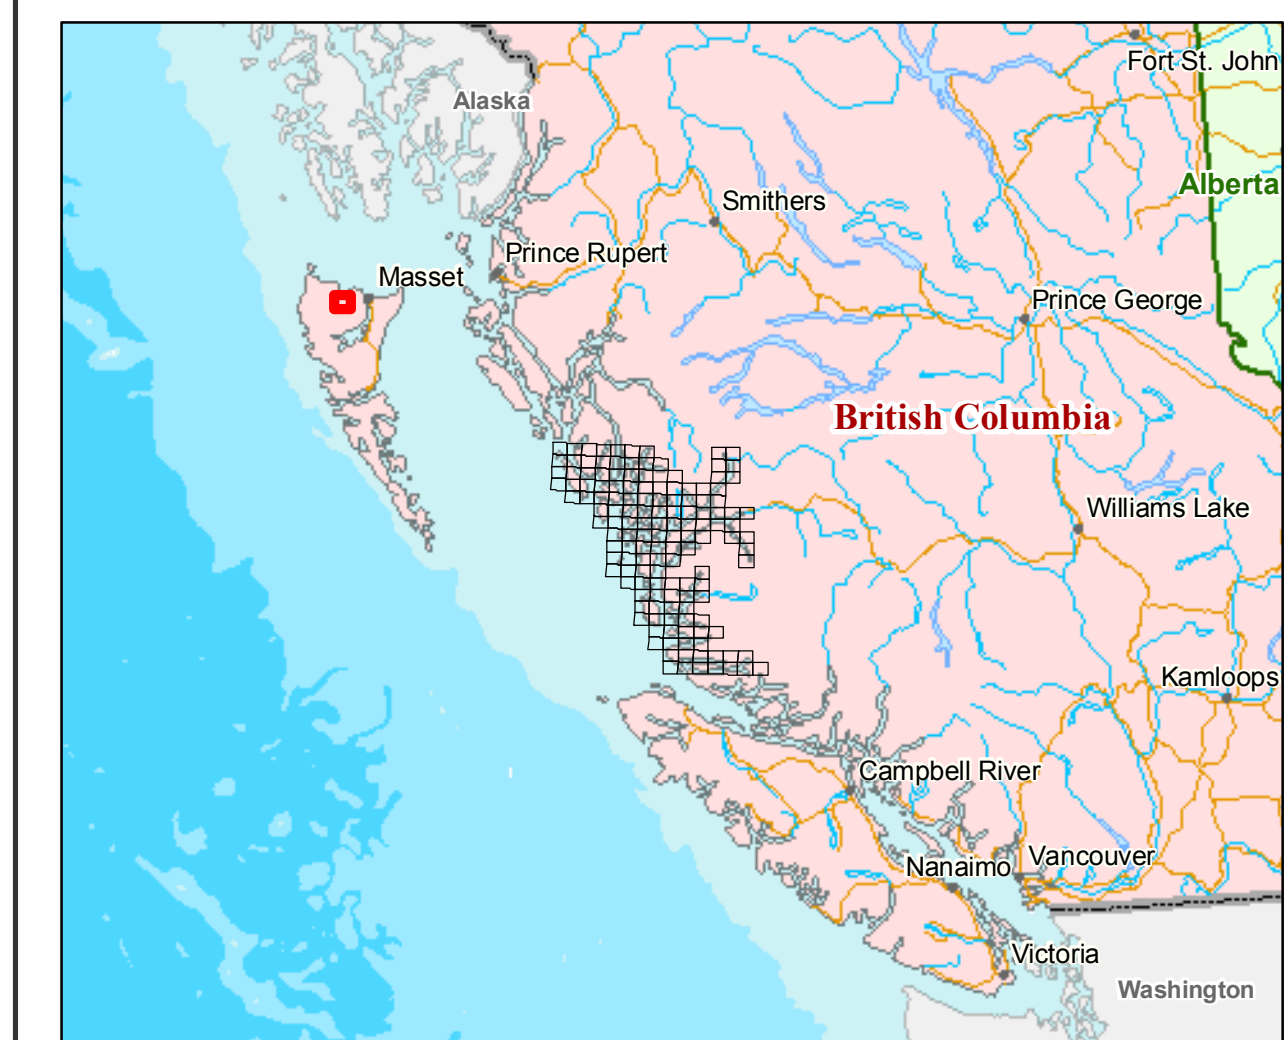 Fort St. John
Alaska
Alberta
Smithers
Prince Rupert
Masset
Prince George
British Columbia
Williams Lake
Kamloops
Campbell River
Vancouver
Nanaimo
Victoria
Washington